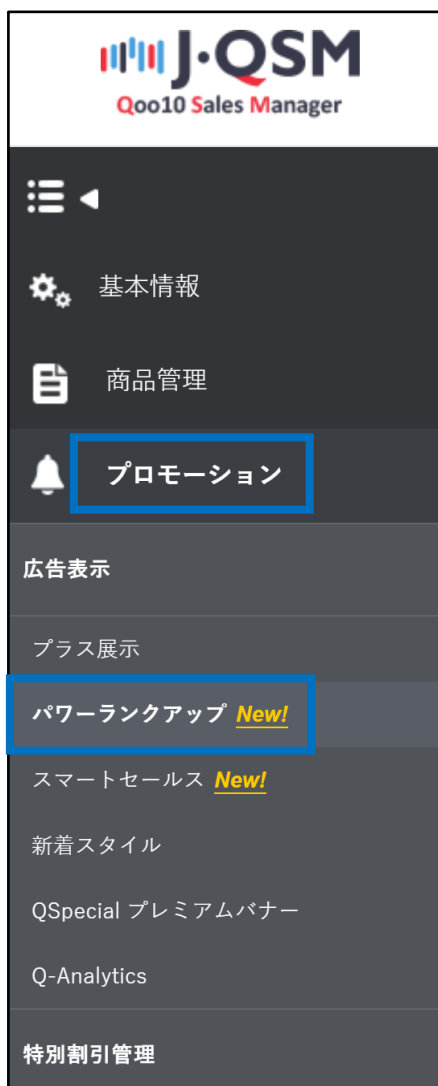 J·QSM
Qoo10 Sales Manager
基本情報
商品管理
プロモーション
広告表示
プラス展示
パワーランクアップ New!
スマートセールス New!
新着スタイル
QSpecial プレミアムバナー
Q-Analytics
特別割引管理